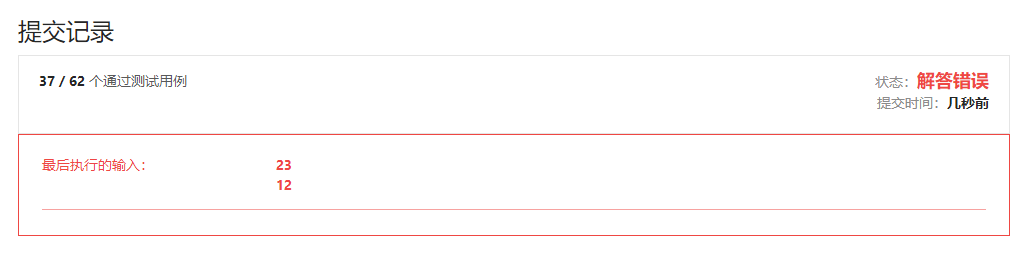 提交记录
37 / 62 个通过测试用例
状态：解答错误
提交时间：几秒前
最后执行的输入：
23
12